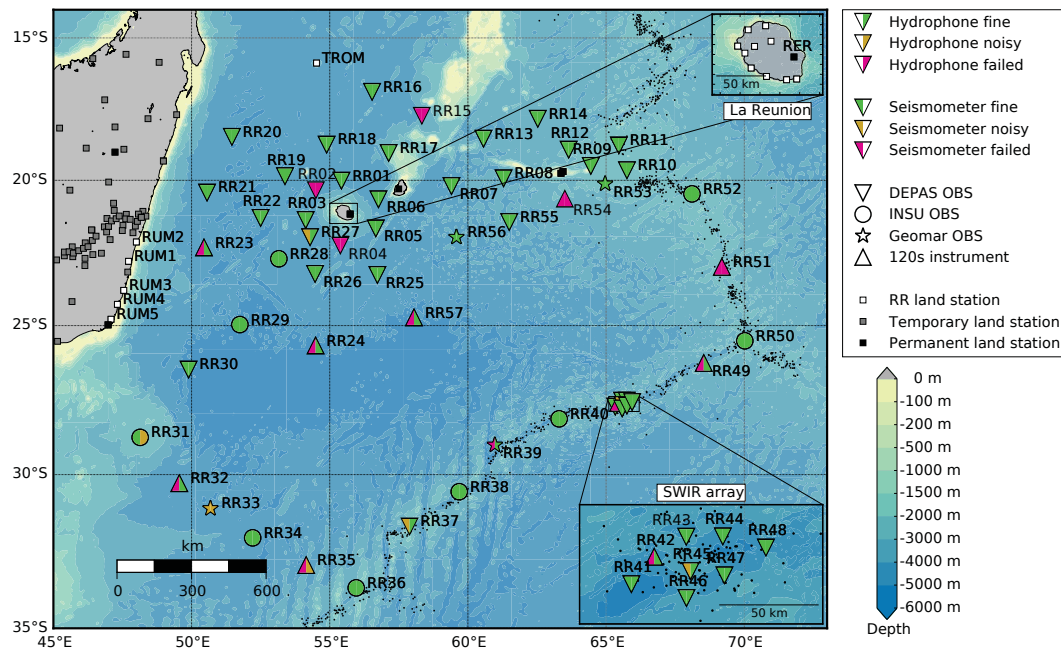 15°S
20°S
25°S
30°S
35°S
45°E
50°E
55°E
60°E
65°E
70°E
TROM
RR16
RR15
RR14
RR20
RR18
RR17
RR13
RR12
RR11
RR19
RR02
RR01
RR09
RR10
RR08
RR53
RR52
RR21
RR22
RR03
RR06
RR07
RR54
RR55
RR56
RR27
RR05
RR04
RR23
RR28
RR26
RR25
RR51
RUM2
RUM1
RUM3
RUM4
RUM5
RR29
RR57
RR24
RR50
RR49
RR30
RR40
RR31
RR39
RR32
RR33
RR38
RR34
RR37
RR35
RR36
km
0 300 600
RER
50 km
La Reunion
SWIR array
RR43
RR44
RR48
RR42
RR45
RR47
RR41
RR46
50 km
Hydrophone fine
Hydrophone noisy
Hydrophone failed
Seismometer fine
Seismometer noisy
Seismometer failed
DEPAS OBS
INSU OBS
Geomar OBS
120s instrument
RR land station
Temporary land station
Permanent land station
0 m
-100 m
-200 m
-500 m
-1000 m
-2000 m
-3000 m
-4000 m
-5000 m
-6000 m
Depth